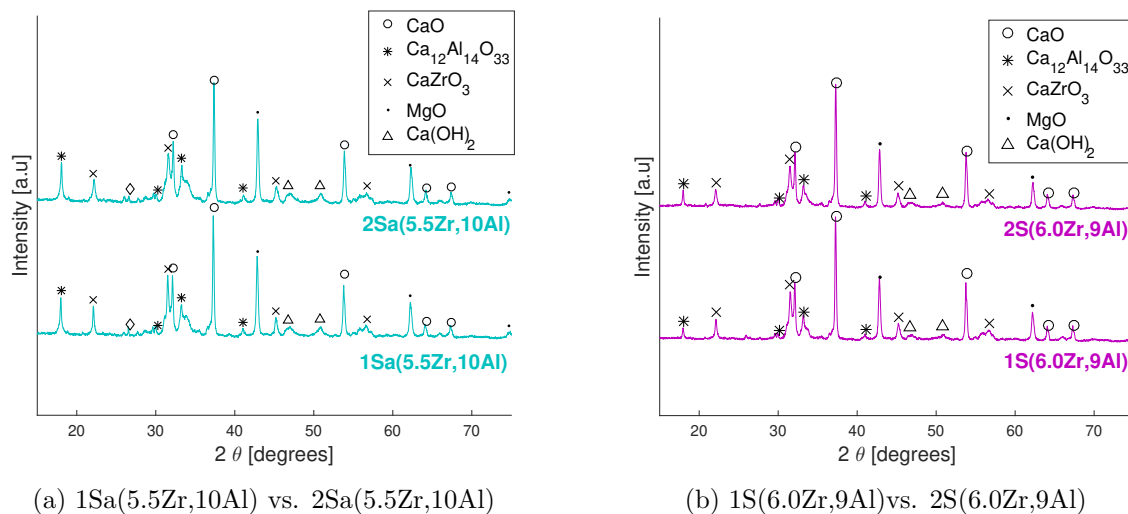 Intensity [a.u]
CaO
Ca12Al14O33
CaZrO3
MgO
Ca(OH)2
2Sa(5.5Zr,10Al)
1Sa(5.5Zr,10Al)
20 30 40 50 60 70
2 θ [degrees]
(a) 1Sa(5.5Zr,10Al) vs. 2Sa(5.5Zr,10Al)
Intensity [a.u]
CaO
Ca12Al14O33
CaZrO3
MgO
Ca(OH)2
2S(6.0Zr,9Al)
1S(6.0Zr,9Al)
20 30 40 50 60 70
2 θ [degrees]
(b) 1S(6.0Zr,9Al)vs. 2S(6.0Zr,9Al)